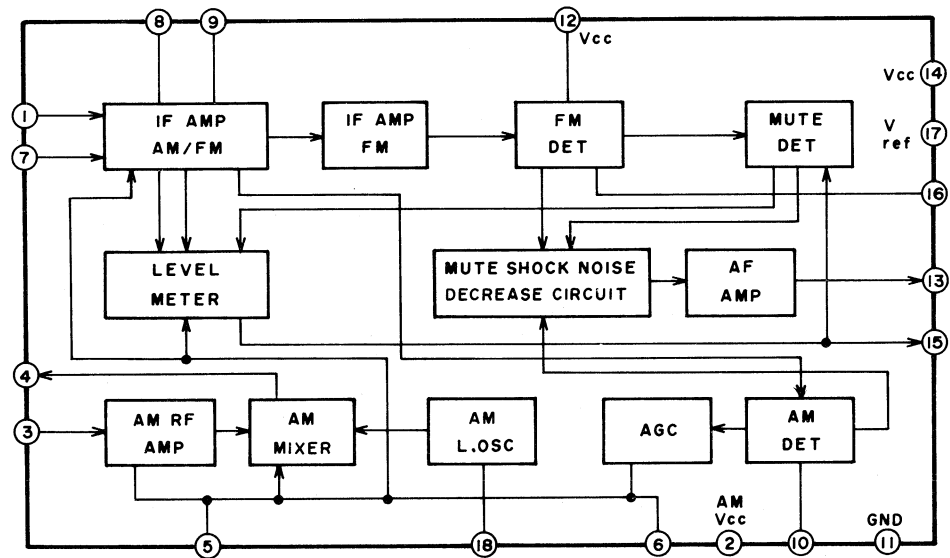 8
9
12
Vcc
Vcc 14
1
IF AMP
AM/FM
IF AMP
FM
FM
DET
MUTE
DET
V
ref
17
7
16
LEVEL
METER
MUTE SHOCK NOISE
DECREASE CIRCUIT
AF
AMP
13
15
4
3
AM RF
AMP
AM
MIXER
AM
L.OSC
AGC
AM
DET
AM
Vcc
GND
5
18
6
2
10
11